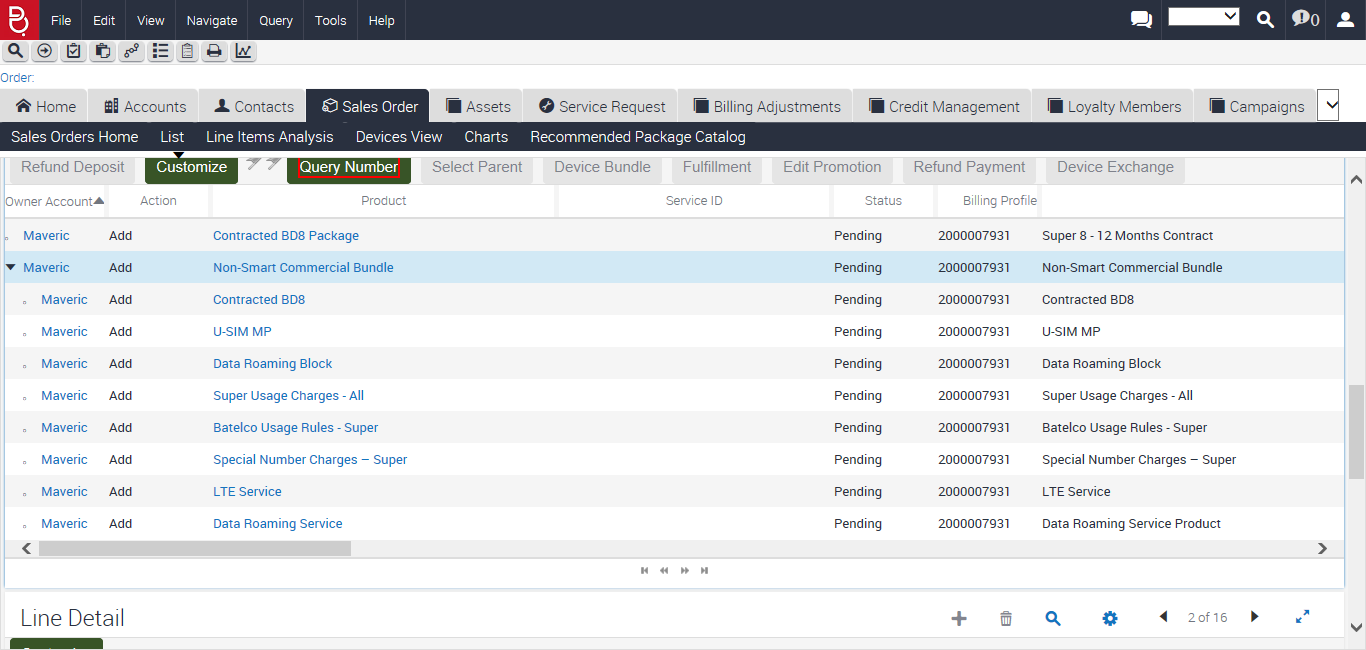 File Edit View Navigate Query Tools Help 0
Order:
Home Accounts Contacts Sales Order Assets Service Request Billing Adjustments Credit Management Loyalty Members Campaigns
Sales Orders Home List Line Items Analysis Devices View Charts Recommended Package Catalog
Refund Deposit Customize Query Number Select Parent Device Bundle Fulfillment Edit Promotion Refund Payment Device Exchange
Owner Account Action Product Service ID Status Billing Profile
Maveric Add Contracted BD8 Package Pending 2000007931 Super 8 - 12 Months Contract
Maveric Add Non-Smart Commercial Bundle Pending 2000007931 Non-Smart Commercial Bundle
Maveric Add Contracted BD8 Pending 2000007931 Contracted BD8
Maveric Add U-SIM MP Pending 2000007931 U-SIM MP
Maveric Add Data Roaming Block Pending 2000007931 Data Roaming Block
Maveric Add Super Usage Charges - All Pending 2000007931 Super Usage Charges - All
Maveric Add Batelco Usage Rules - Super Pending 2000007931 Batelco Usage Rules - Super
Maveric Add Special Number Charges – Super Pending 2000007931 Special Number Charges – Super
Maveric Add LTE Service Pending 2000007931 LTE Service
Maveric Add Data Roaming Service Pending 2000007931 Data Roaming Service Product
Line Detail 2 of 16